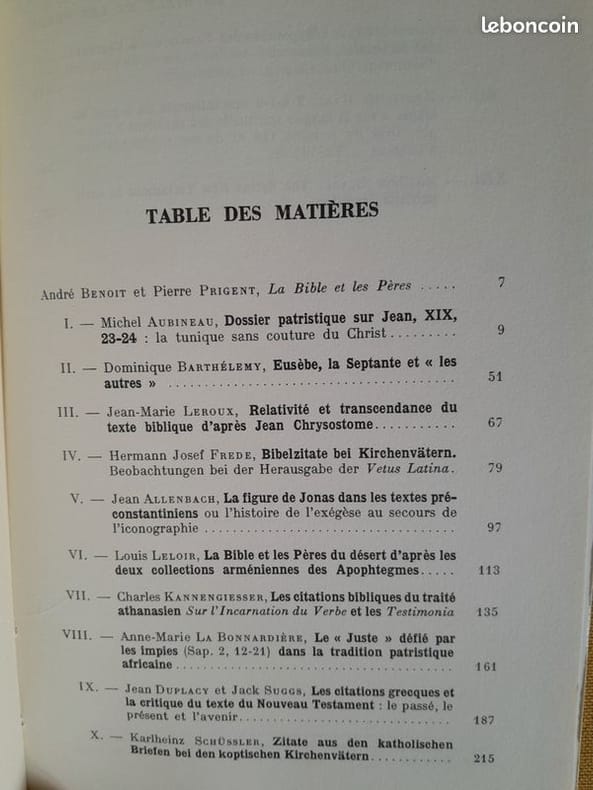 leboncoin
TABLE DES MATIÈRES
André BENOIT et Pierre PRIGENT, La Bible et les Pères ..... 7
I. — Michel AUBINEAU, Dossier patristique sur Jean, XIX,
23-24 : la tunique sans couture du Christ ......... 9
II. — Dominique BARTHÉLEMY, Eusèbe, la Septante et « les
autres » ...................................... 51
III. — Jean-Marie LEROUX, Relativité et transcendance du
texte biblique d'après Jean Chrysostome........... 67
IV. — Hermann Josef FREDE, Bibelzitate bei Kirchenvätern.
Beobachtungen bei der Herausgabe der Vetus Latina. 79
V. — Jean ALLENBACH, La figure de Jonas dans les textes pré-
constantiniens ou l'histoire de l'exégèse au secours de
l'iconographie .................................. 97
VI. — Louis LELOIR, La Bible et les Pères du désert d'après les
deux collections arméniennes des Apophtegmes..... 113
VII. — Charles KANNENGIESSER, Les citations bibliques du traité
athanasien Sur l'Incarnation du Verbe et les Testimonia 135
VIII. — Anne-Marie LA BONNARDIÈRE, Le « Juste » défié par
les impies (Sap. 2, 12-21) dans la tradition patristique
africaine ...................................... 161
IX. — Jean DUPLACY et Jack SUGGS, Les citations grecques et
la critique du texte du Nouveau Testament : le passé, le
présent et l'avenir................................ 187
X. — Karlheinz SCHÜSSLER, Zitate aus den katholischen
Briefen bei den koptischen Kirchenvätern............ 215